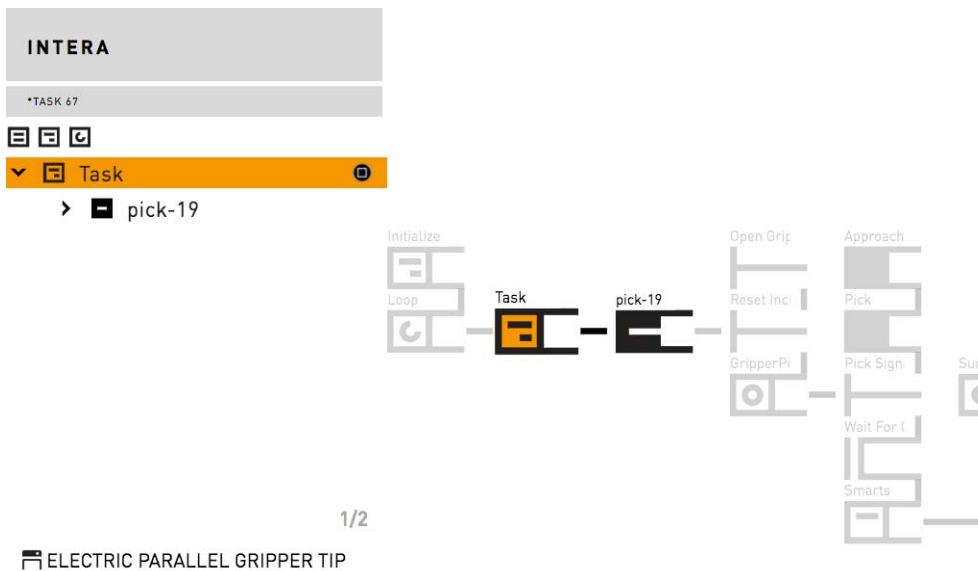 INTERA
*TASK 67
Task
pick-19
Initialize
Open Grip
Approach
Loop
Task
pick-19
Reset Inc
Pick
GripperPi
Pick Sign
Wait For
Smarts
1/2
ELECTRIC PARALLEL GRIPPER TIP